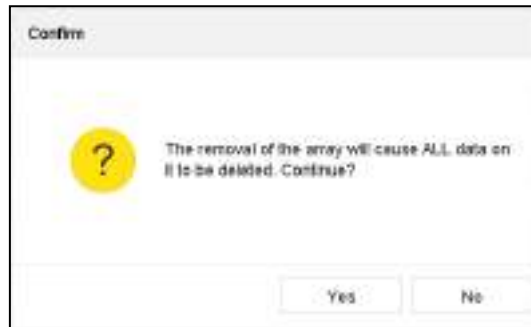 Confirm
?
The removal of the array will cause ALL data on
it to be deleted. Continue?
Yes
No